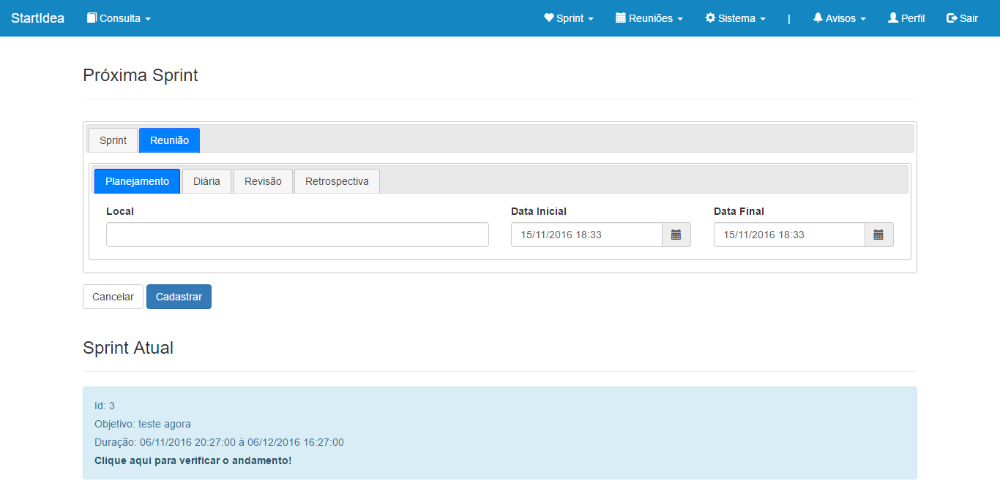 StartIdea Consulta Sprint Reuniões Sistema | Avisos Perfil Sair
Próxima Sprint
Sprint Reunião
Planejamento Diária Revisão Retrospectiva
Local Data Inicial Data Final
15/11/2016 18:33 15/11/2016 18:33
Cancelar Cadastrar
Sprint Atual
Id: 3
Objetivo: teste agora
Duração: 06/11/2016 20:27:00 à 06/12/2016 16:27:00
Clique aqui para verificar o andamento!